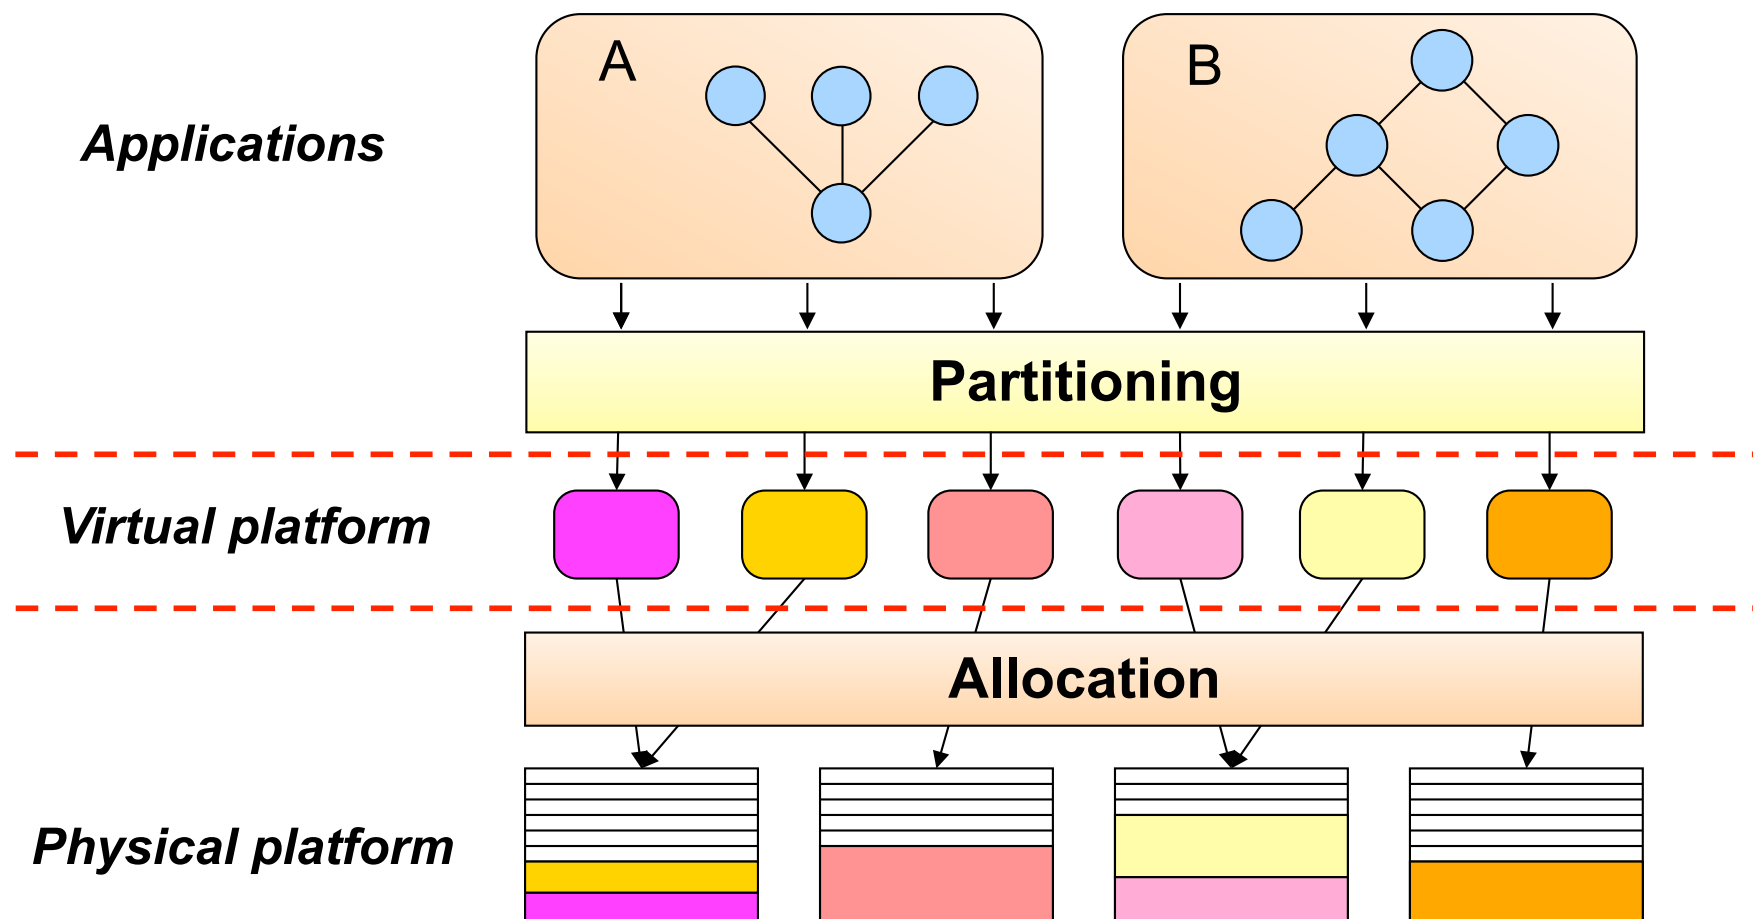 A
B
Applications
Partitioning
Virtual platform
Allocation
Physical platform